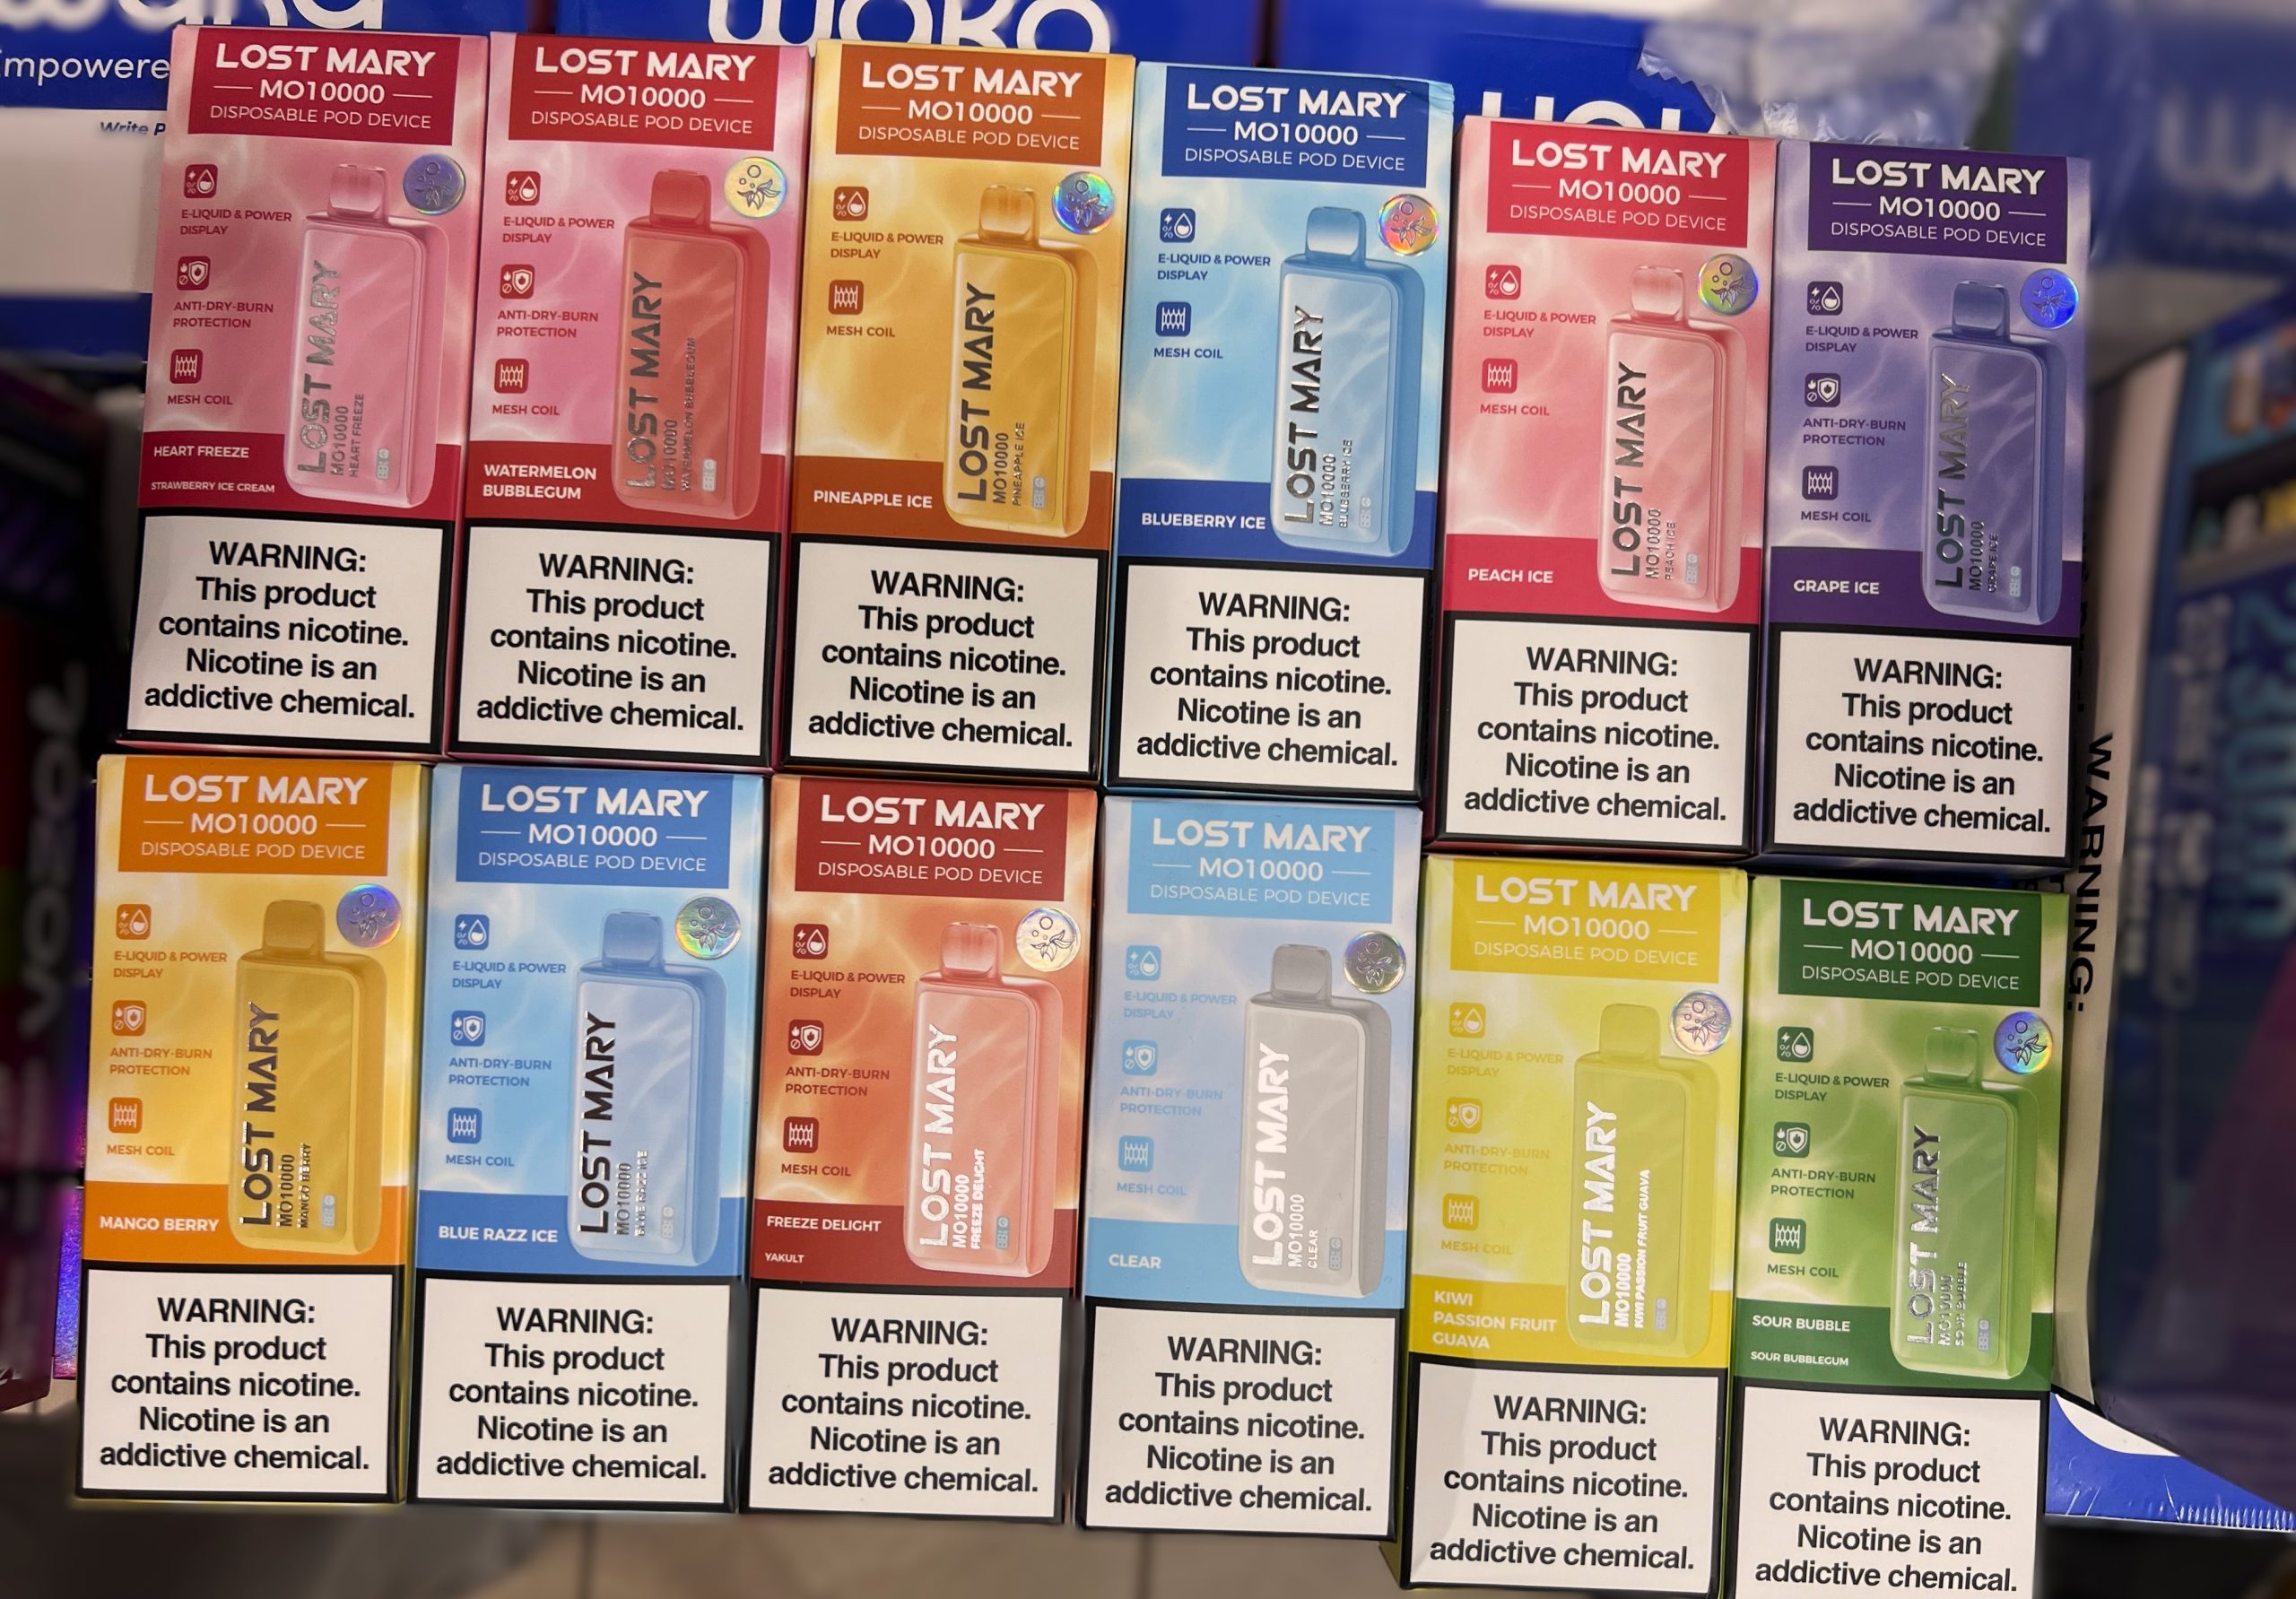 Empowere
Write P
woko
LOST MARY
MO10000
DISPOSABLE POD DEVICE
E-LIQUID & POWER
DISPLAY
ANTI-DRY-BURN
PROTECTION
MESH COIL
HEART FREEZE
STRAWBERRY ICE CREAM
LOST MARY
MO10000
HEART FREEZE
WARNING:
This product
contains nicotine.
Nicotine is an
addictive chemical.
LOST MARY
MO10000
DISPOSABLE POD DEVICE
E-LIQUID & POWER
DISPLAY
ANTI-DRY-BURN
PROTECTION
MESH COIL
WATERMELON
BUBBLEGUM
LOST MARY
MO10000
WATERMELON BUBBLEGUM
WARNING:
This product
contains nicotine.
Nicotine is an
addictive chemical.
LOST MARY
MO10000
DISPOSABLE POD DEVICE
E-LIQUID & POWER
DISPLAY
MESH COIL
PINEAPPLE ICE
LOST MARY
MO10000
PINEAPPLE ICE
WARNING:
This product
contains nicotine.
Nicotine is an
addictive chemical.
LOST MARY
MO10000
DISPOSABLE POD DEVICE
E-LIQUID & POWER
DISPLAY
MESH COIL
BLUEBERRY ICE
LOST MARY
MO10000
BLUEBERRY ICE
WARNING:
This product
contains nicotine.
Nicotine is an
addictive chemical.
LOST MARY
MO10000
DISPOSABLE POD DEVICE
E-LIQUID & POWER
DISPLAY
MESH COIL
PEACH ICE
LOST MARY
MO10000
PEACH ICE
WARNING:
This product
contains nicotine.
Nicotine is an
addictive chemical.
LOST MARY
MO10000
DISPOSABLE POD DEVICE
E-LIQUID & POWER
DISPLAY
ANTI-DRY-BURN
PROTECTION
MESH COIL
GRAPE ICE
LOST MARY
MO10000
GRAPE ICE
WARNING:
This product
contains nicotine.
Nicotine is an
addictive chemical.
LOST MARY
MO10000
DISPOSABLE POD DEVICE
E-LIQUID & POWER
DISPLAY
ANTI-DRY-BURN
PROTECTION
MESH COIL
MANGO BERRY
LOST MARY
MO10000
MANGO BERRY
WARNING:
This product
contains nicotine.
Nicotine is an
addictive chemical.
LOST MARY
MO10000
DISPOSABLE POD DEVICE
E-LIQUID & POWER
DISPLAY
ANTI-DRY-BURN
PROTECTION
MESH COIL
BLUE RAZZ ICE
LOST MARY
MO10000
BLUE RAZZ ICE
WARNING:
This product
contains nicotine.
Nicotine is an
addictive chemical.
LOST MARY
MO10000
DISPOSABLE POD DEVICE
E-LIQUID & POWER
DISPLAY
ANTI-DRY-BURN
PROTECTION
MESH COIL
FREEZE DELIGHT
YAKULT
LOST MARY
MO10000
FREEZE DELIGHT
WARNING:
This product
contains nicotine.
Nicotine is an
addictive chemical.
LOST MARY
MO10000
DISPOSABLE POD DEVICE
E-LIQUID & POWER
DISPLAY
ANTI-DRY-BURN
PROTECTION
MESH COIL
CLEAR
LOST MARY
MO10000
CLEAR
WARNING:
This product
contains nicotine.
Nicotine is an
addictive chemical.
LOST MARY
MO10000
DISPOSABLE POD DEVICE
E-LIQUID & POWER
DISPLAY
ANTI-DRY-BURN
PROTECTION
MESH COIL
KIWI
PASSION FRUIT
GUAVA
LOST MARY
MO10000
KIWI PASSION FRUIT GUAVA
WARNING:
This product
contains nicotine.
Nicotine is an
addictive chemical.
LOST MARY
MO10000
DISPOSABLE POD DEVICE
E-LIQUID & POWER
DISPLAY
ANTI-DRY-BURN
PROTECTION
MESH COIL
SOUR BUBBLE
SOUR BUBBLEGUM
LOST MARY
MO10000
SOUR BUBBLE
WARNING:
This product
contains nicotine.
Nicotine is an
addictive chemical.
WARNING: